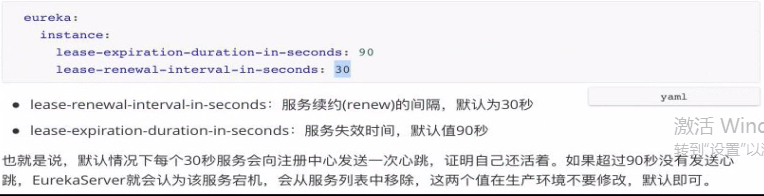 eureka:
instance:
lease-expiration-duration-in-seconds: 90
lease-renewal-interval-in-seconds: 30
yaml
lease-renewal-interval-in-seconds：服务续约(renew)的间隔，默认为30秒
lease-expiration-duration-in-seconds：服务失效时间，默认值90秒
激活 Wind
转到“设置”以
也就是说，默认情况下每个30秒服务会向注册中心发送一次心跳，证明自己还活着。如果超过90秒没有发送心
跳，EurekaServer就会认为该服务宕机，会从服务列表中移除，这两个值在生产环境不要修改，默认即可。